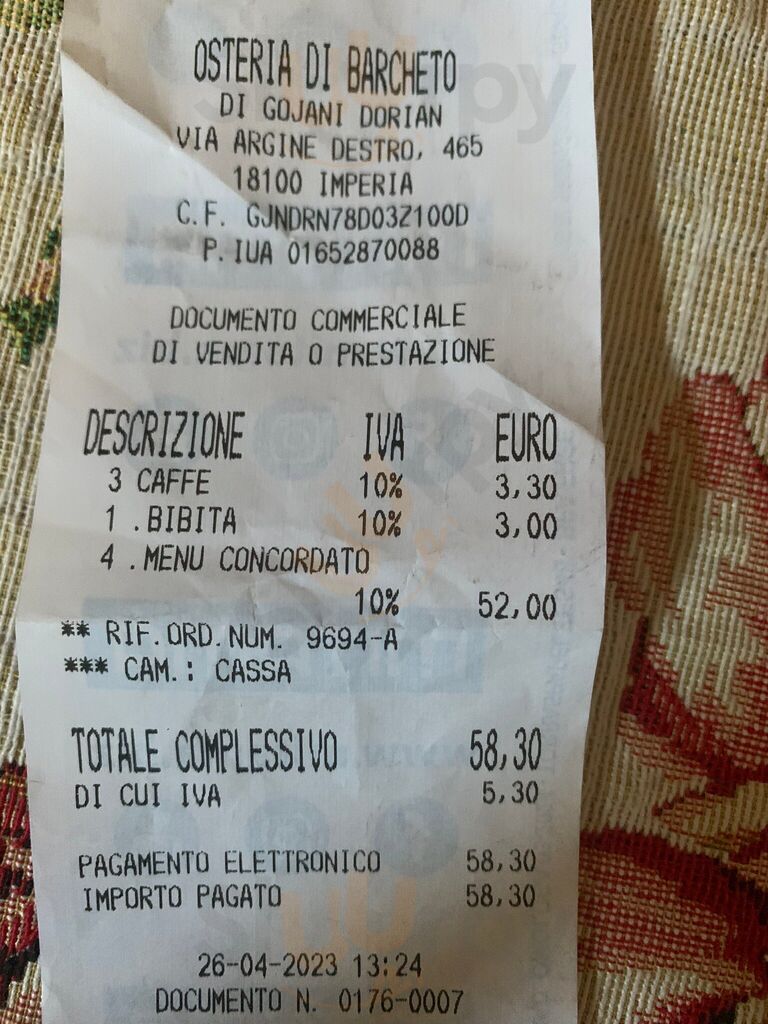 OSTERIA DI BARCHETO
DI GOJANI DORIAN
VIA ARGINE DESTRO, 465
18100 IMPERIA
C.F. GJNDRN78D03Z100D
P.IUA 01652870088
DOCUMENTO COMMERCIALE
DI VENDITA O PRESTAZIONE
DESCRIZIONE IVA EURO
3 CAFFE 10% 3,30
1 .BIBITA 10% 3,00
4 .MENU CONCORDATO
10% 52,00
** RIF.ORD.NUM. 9694-A
*** CAM.: CASSA
TOTALE COMPLESSIVO 58,30
DI CUI IVA 5,30
PAGAMENTO ELETTRONICO 58,30
IMPORTO PAGATO 58,30
26-04-2023 13:24
DOCUMENTO N. 0176-0007